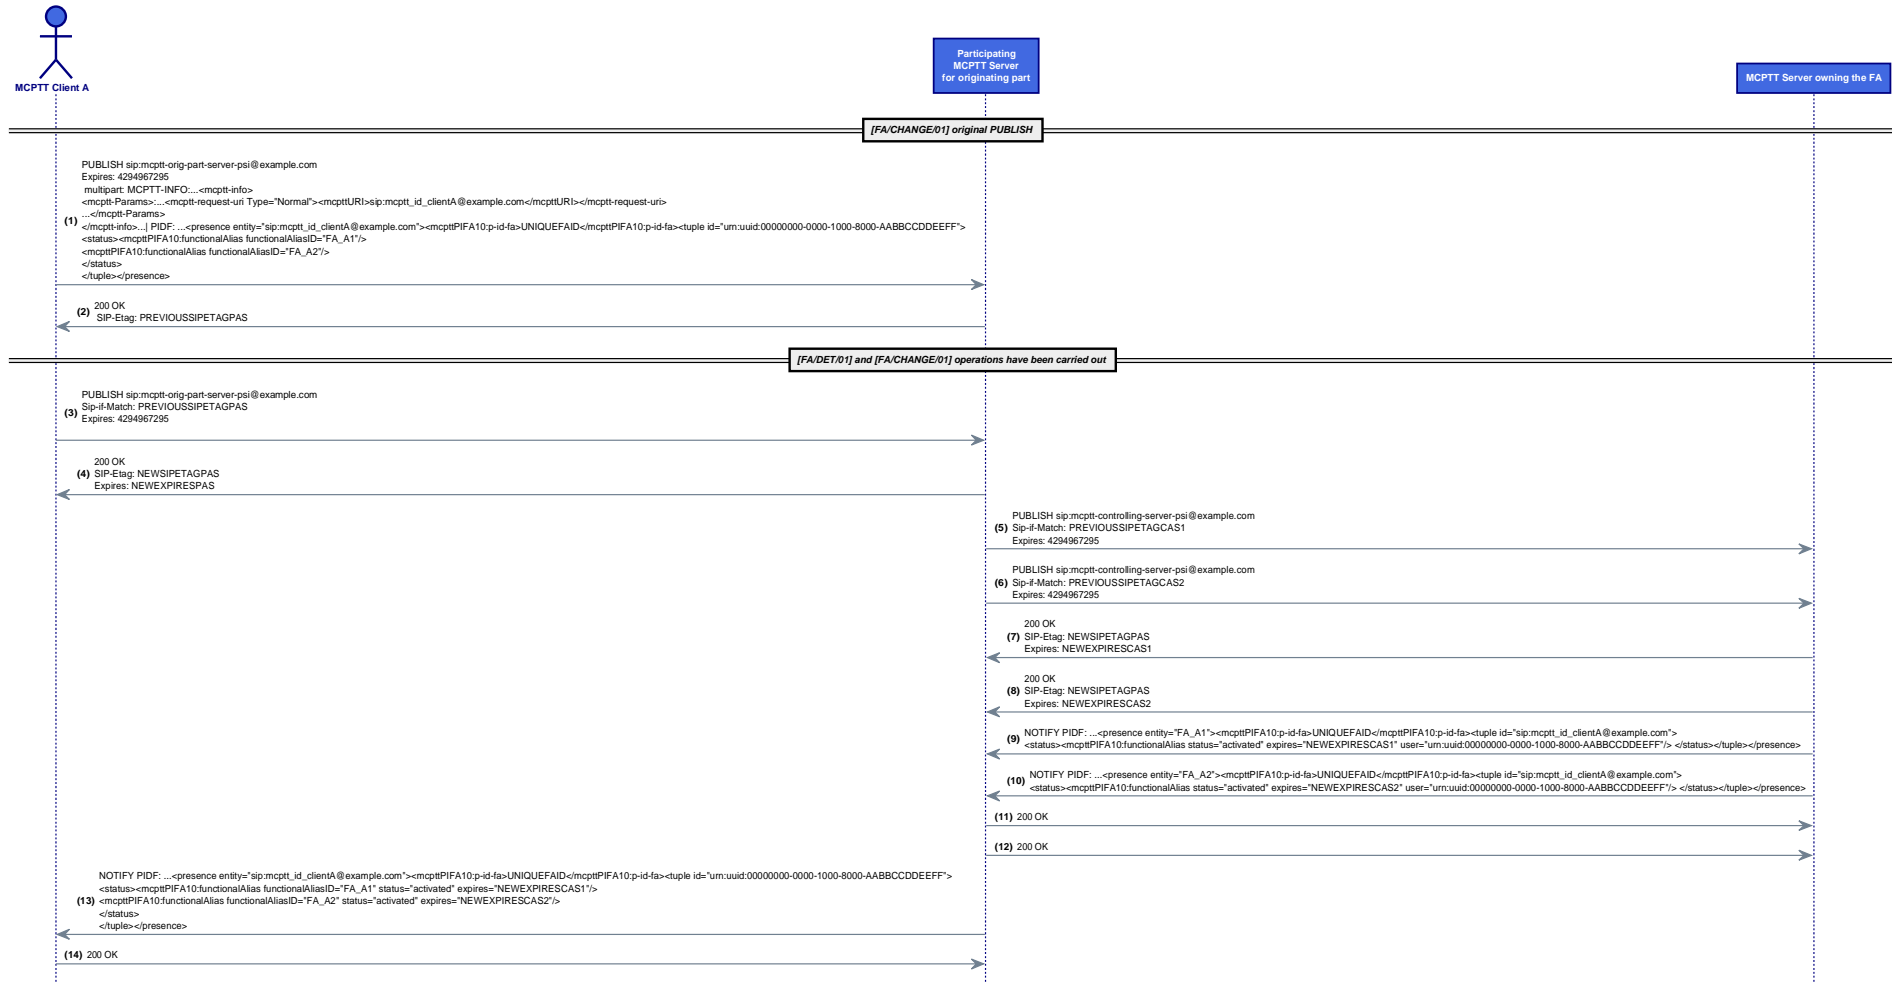 MCPTT Client A
Participating
MCPTT Server
for originating part
MCPTT Server owning the FA
[FA/CHANGE/01] original PUBLISH
PUBLISH sip:mcptt-orig-part-server-psi@example.com
Expires: 4294967295
multipart: MCPTT-INFO:...<mcptt-info>
<mcptt-Params>:...<mcptt-request-uri Type="Normal"><mcpttURI>sip:mcptt_id_clientA@example.com</mcpttURI></mcptt-request-uri>
...</mcptt-Params>
(1) </mcptt-info>...| PIDF: ...<presence entity="sip:mcptt_id_clientA@example.com"><mcpttPIFA10:p-id-fa>UNIQUEFAID</mcpttPIFA10:p-id-fa><tuple id="urn:uuid:00000000-0000-1000-8000-AABBCCDDEEFF">
<status><mcpttPIFA10:functionalAlias functionalAliasID="FA_A1"/>
<mcpttPIFA10:functionalAlias functionalAliasID="FA_A2"/>
</status>
</tuple></presence>
200 OK
(2) SIP-Etag: PREVIOUSSIPETAGPAS
[FA/DET/01] and [FA/CHANGE/01] operations have been carried out
PUBLISH sip:mcptt-orig-part-server-psi@example.com
(3) Sip-if-Match: PREVIOUSSIPETAGPAS
Expires: 4294967295
200 OK
(4) SIP-Etag: NEWSIPETAGPAS
Expires: NEWEXPIRESPAS
PUBLISH sip:mcptt-controlling-server-psi@example.com
(5) Sip-if-Match: PREVIOUSSIPETAGCAS1
Expires: 4294967295
PUBLISH sip:mcptt-controlling-server-psi@example.com
(6) Sip-if-Match: PREVIOUSSIPETAGCAS2
Expires: 4294967295
200 OK
(7) SIP-Etag: NEWSIPETAGPAS
Expires: NEWEXPIRESCAS1
200 OK
(8) SIP-Etag: NEWSIPETAGPAS
Expires: NEWEXPIRESCAS2
(9) NOTIFY PIDF: ...<presence entity="FA_A1"><mcpttPIFA10:p-id-fa>UNIQUEFAID</mcpttPIFA10:p-id-fa><tuple id="sip:mcptt_id_clientA@example.com">
<status><mcpttPIFA10:functionalAlias status="activated" expires="NEWEXPIRESCAS1" user="urn:uuid:00000000-0000-1000-8000-AABBCCDDEEFF"/> </status></tuple></presence>
(10) NOTIFY PIDF: ...<presence entity="FA_A2"><mcpttPIFA10:p-id-fa>UNIQUEFAID</mcpttPIFA10:p-id-fa><tuple id="sip:mcptt_id_clientA@example.com">
<status><mcpttPIFA10:functionalAlias status="activated" expires="NEWEXPIRESCAS2" user="urn:uuid:00000000-0000-1000-8000-AABBCCDDEEFF"/> </status></tuple></presence>
(11) 200 OK
(12) 200 OK
NOTIFY PIDF: ...<presence entity="sip:mcptt_id_clientA@example.com"><mcpttPIFA10:p-id-fa>UNIQUEFAID</mcpttPIFA10:p-id-fa><tuple id="urn:uuid:00000000-0000-1000-8000-AABBCCDDEEFF">
<status><mcpttPIFA10:functionalAlias functionalAliasID="FA_A1" status="activated" expires="NEWEXPIRESCAS1"/>
(13) <mcpttPIFA10:functionalAlias functionalAliasID="FA_A2" status="activated" expires="NEWEXPIRESCAS2"/>
</status>
</tuple></presence>
(14) 200 OK